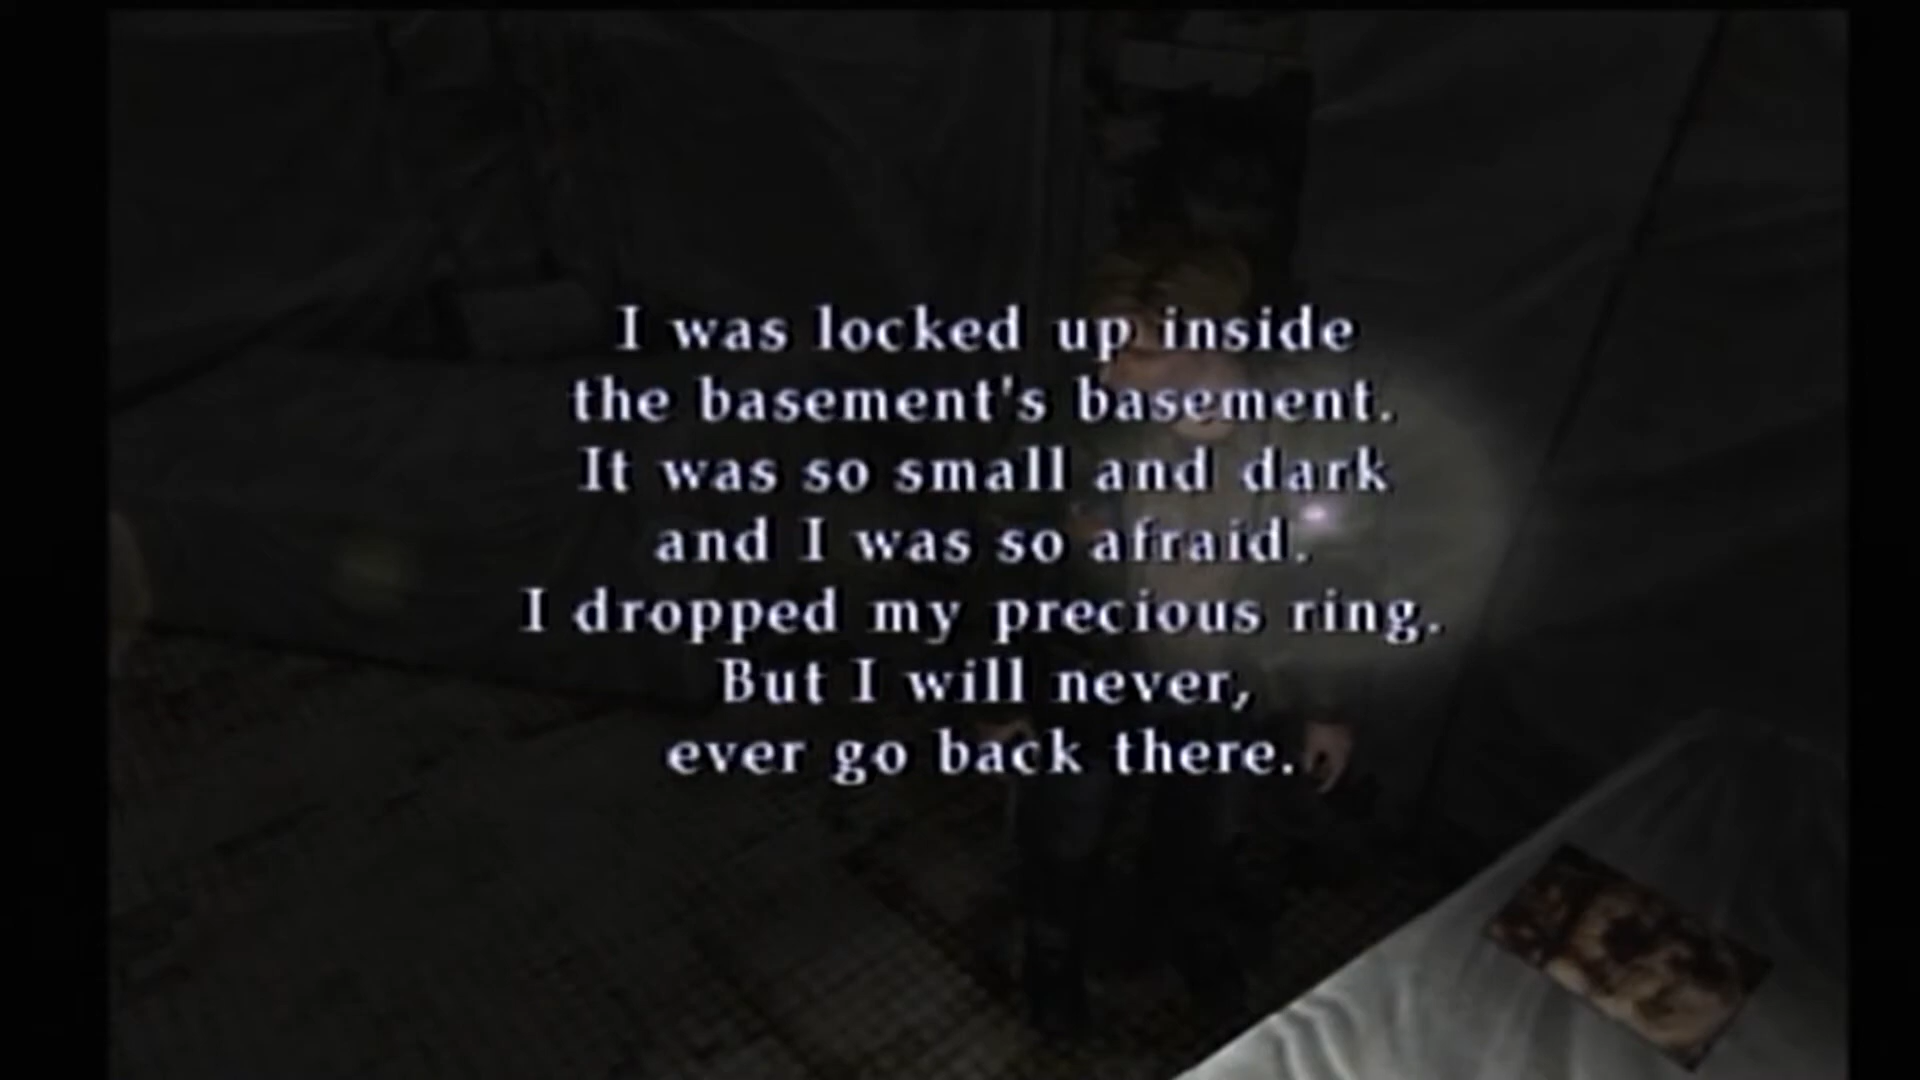 I was locked up inside
the basement's basement.
It was so small and dark
and I was so afraid.
I dropped my precious ring.
But I will never,
ever go back there.